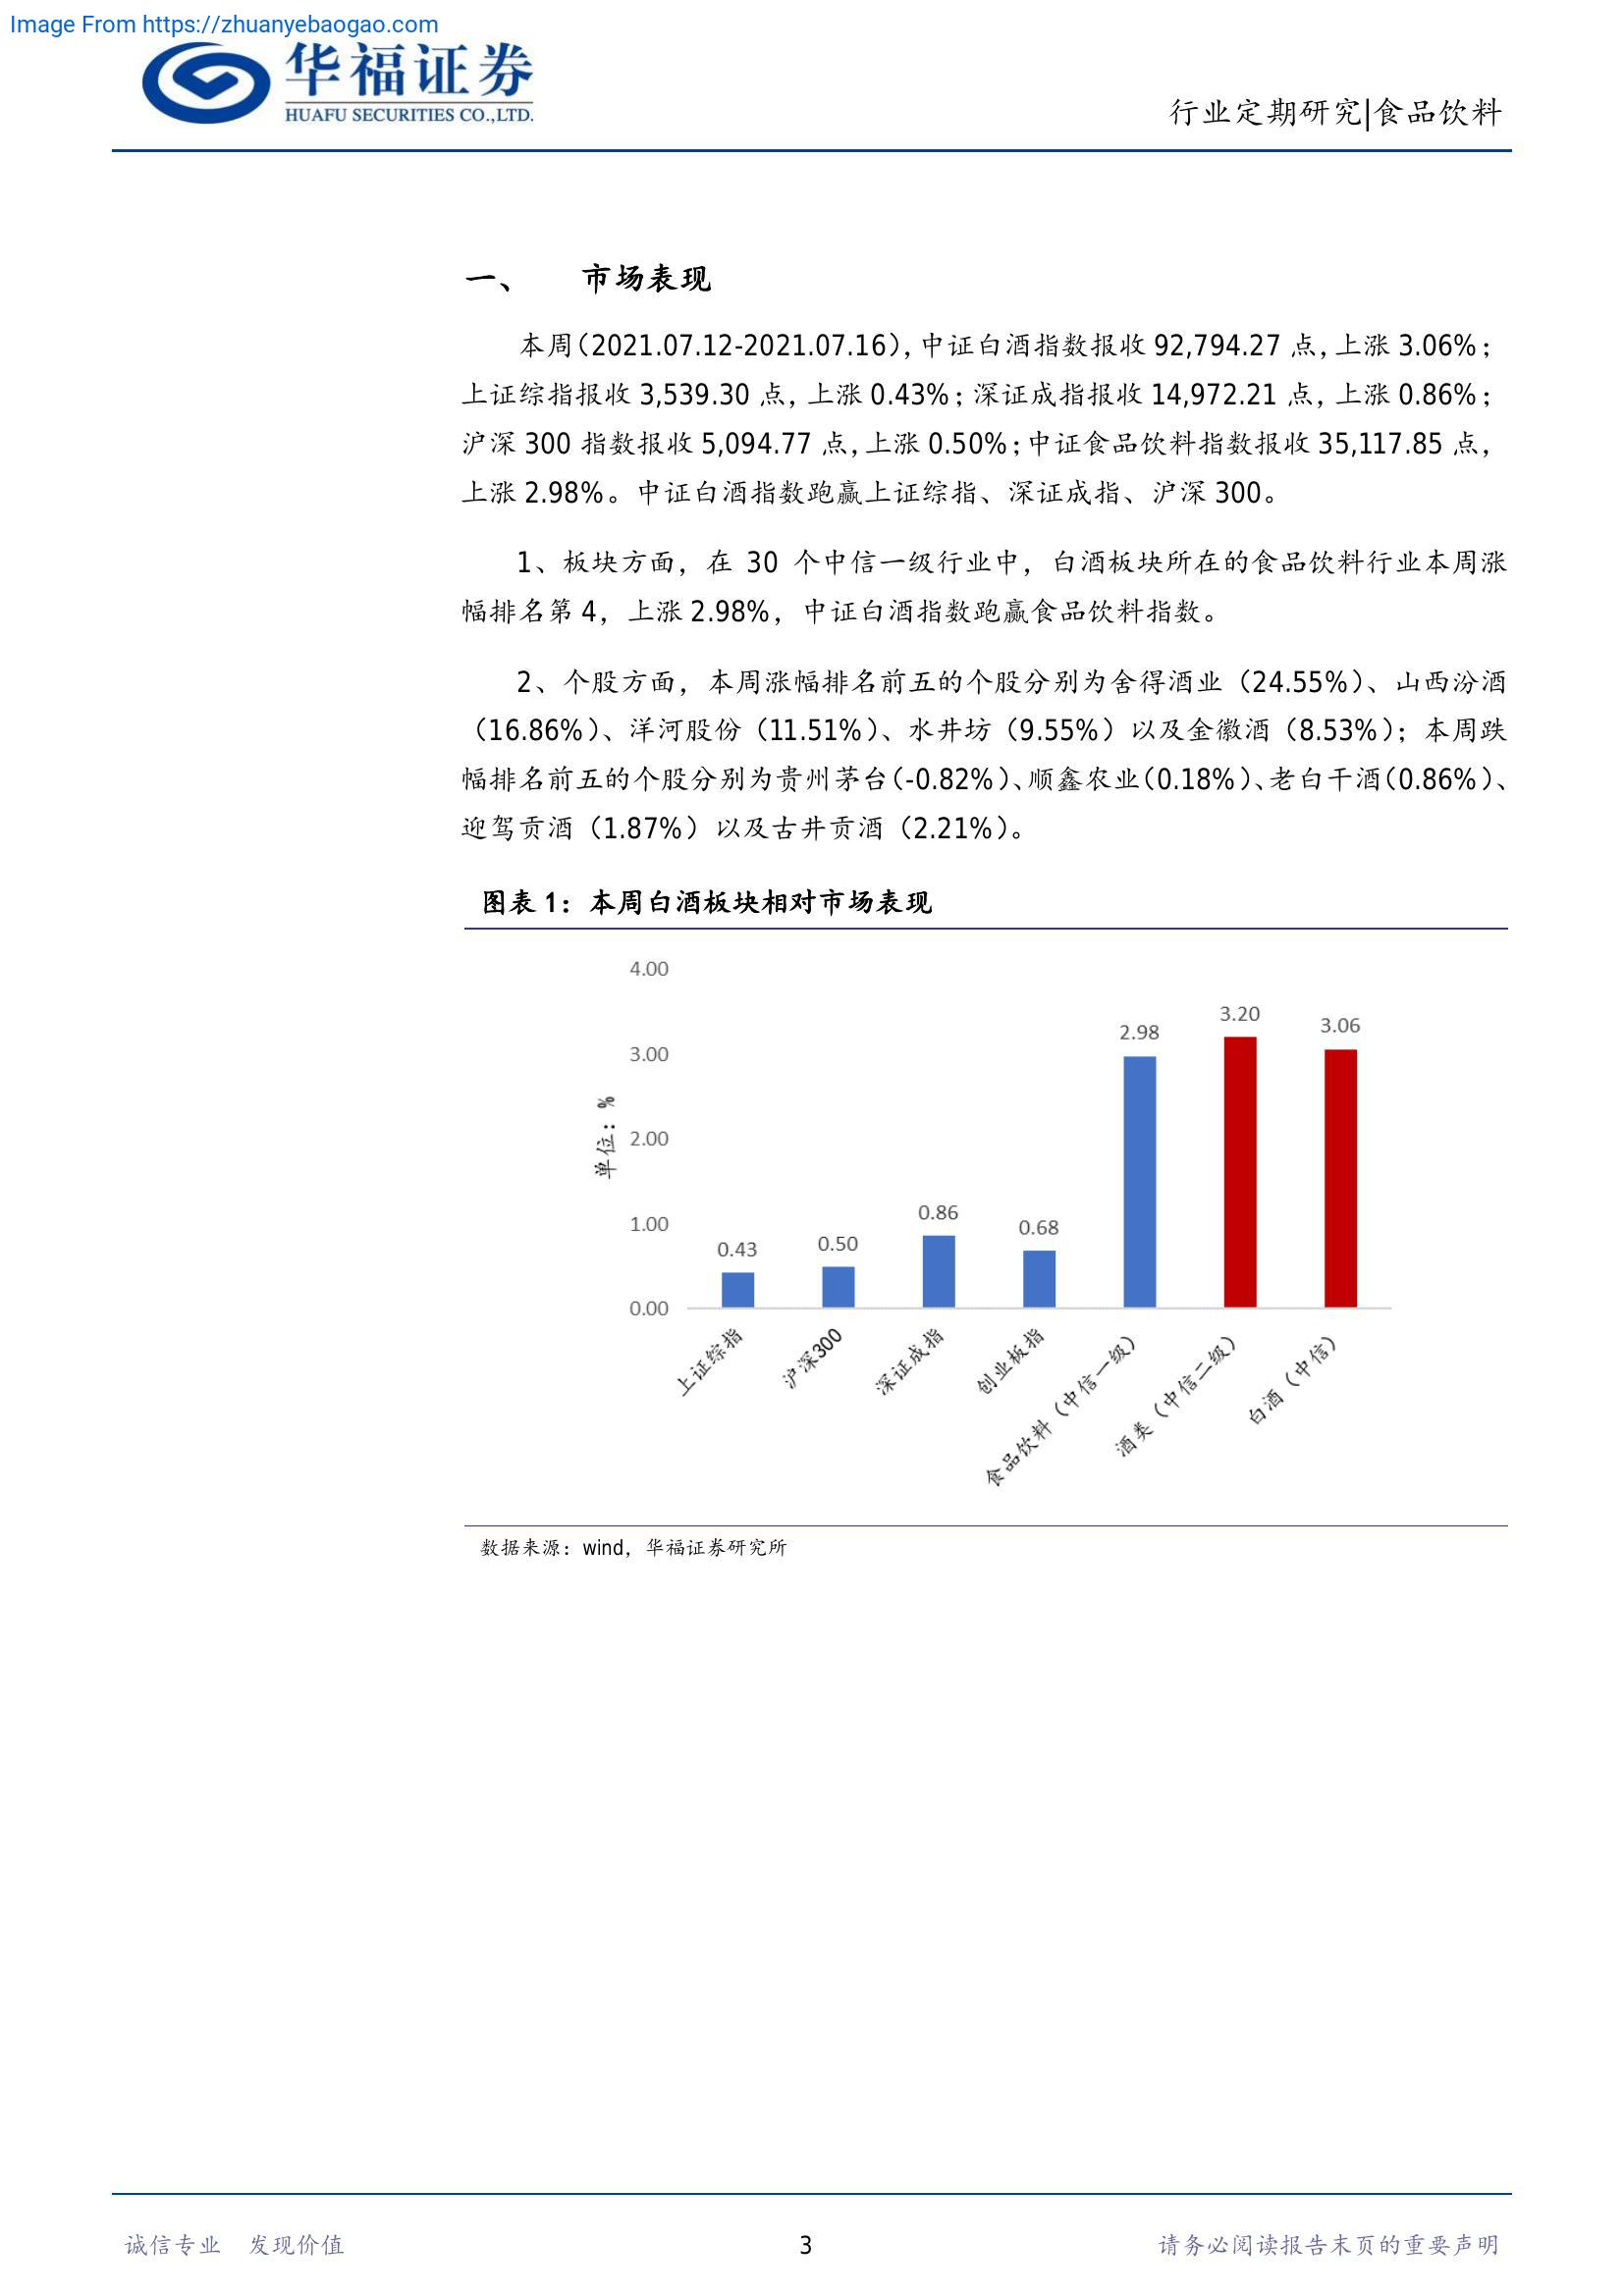 Image From https://zhuanyebaogao.com
华福证券
HUAFU SECURITIES CO.,LTD.
行业定期研究|食品饮料
一、 市场表现
本周(2021.07.12-2021.07.16)，中证白酒指数报收 92,794.27 点，上涨 3.06%；
上证综指报收 3,539.30 点，上涨 0.43%；深证成指报收 14,972.21 点，上涨 0.86%；
沪深 300 指数报收 5,094.77 点，上涨 0.50%；中证食品饮料指数报收 35,117.85 点，
上涨 2.98%。中证白酒指数跑赢上证综指、深证成指、沪深 300。
1、板块方面，在 30 个中信一级行业中，白酒板块所在的食品饮料行业本周涨
幅排名第 4，上涨 2.98%，中证白酒指数跑赢食品饮料指数。
2、个股方面，本周涨幅排名前五的个股分别为舍得酒业（24.55%）、山西汾酒
（16.86%）、洋河股份（11.51%）、水井坊（9.55%）以及金徽酒（8.53%）；本周跌
幅排名前五的个股分别为贵州茅台(-0.82%)、顺鑫农业(0.18%)、老白干酒(0.86%)、
迎驾贡酒（1.87%）以及古井贡酒（2.21%）。
图表 1：本周白酒板块相对市场表现
4.00
3.00
2.00
1.00
0.00
单位：%
0.43
0.50
0.86
0.68
2.98
3.20
3.06
上证综指
沪深300
深证成指
创业板指
食品饮料（中信一级）
酒类（中信二级）
白酒（中信）
数据来源：wind，华福证券研究所
诚信专业 发现价值
3
请务必阅读报告末页的重要声明